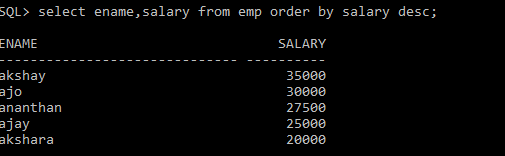 SQL> select ename,salary from emp order by salary desc;
ENAME SALARY
------------------------------ ----------
akshay 35000
ajo 30000
ananthan 27500
ajay 25000
akshara 20000